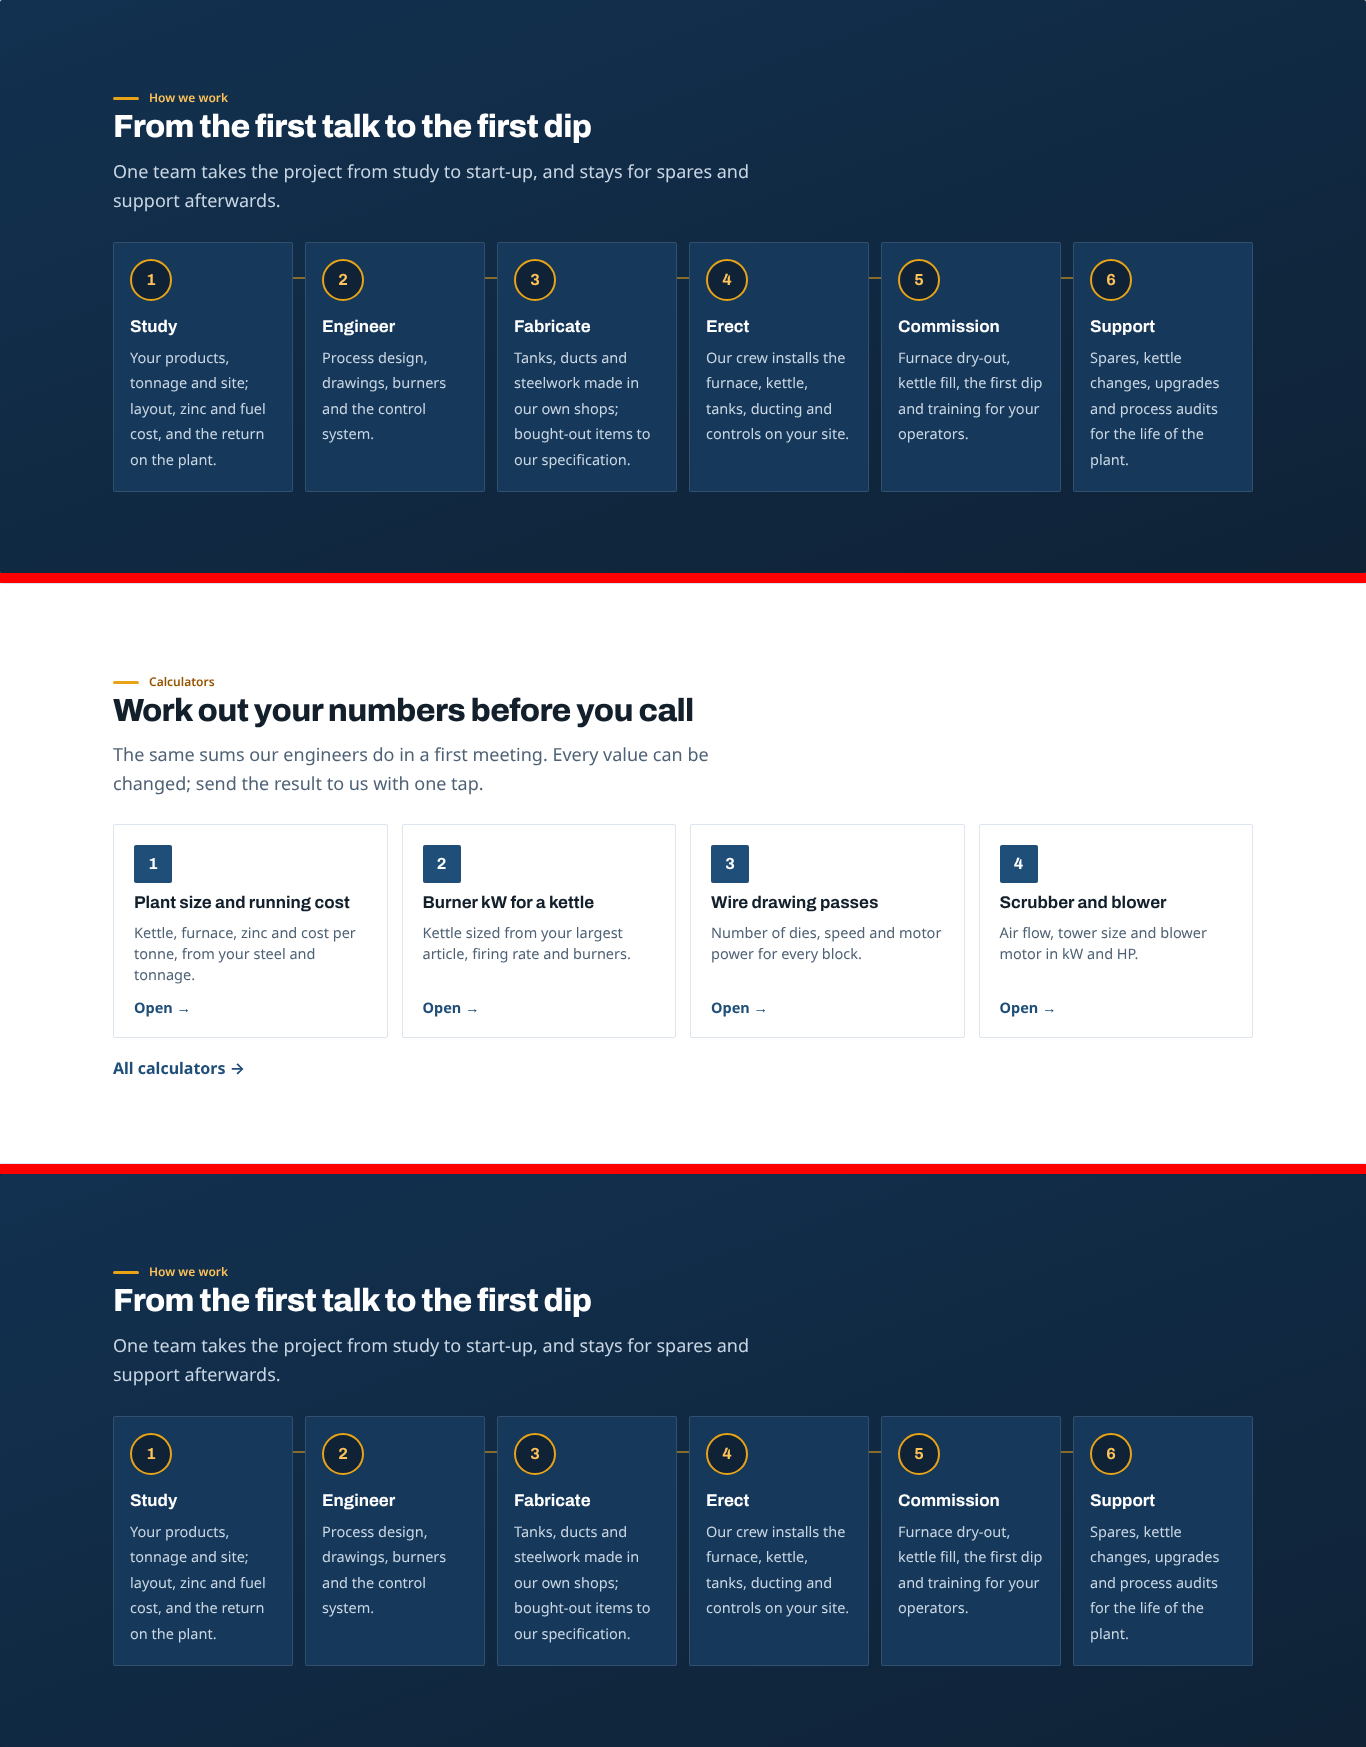 How we work
From the first talk to the first dip
One team takes the project from study to start-up, and stays for spares and
support afterwards.
1
Study
Your products,
tonnage and site;
layout, zinc and fuel
cost, and the return
on the plant.
2
Engineer
Process design,
drawings, burners
and the control
system.
3
Fabricate
Tanks, ducts and
steelwork made in
our own shops;
bought-out items to
our specification.
4
Erect
Our crew installs the
furnace, kettle,
tanks, ducting and
controls on your site.
5
Commission
Furnace dry-out,
kettle fill, the first dip
and training for your
operators.
6
Support
Spares, kettle
changes, upgrades
and process audits
for the life of the
plant.
Calculators
Work out your numbers before you call
The same sums our engineers do in a first meeting. Every value can be
changed; send the result to us with one tap.
1
Plant size and running cost
Kettle, furnace, zinc and cost per
tonne, from your steel and
tonnage.
Open →
2
Burner kW for a kettle
Kettle sized from your largest
article, firing rate and burners.
Open →
3
Wire drawing passes
Number of dies, speed and motor
power for every block.
Open →
4
Scrubber and blower
Air flow, tower size and blower
motor in kW and HP.
Open →
All calculators →
How we work
From the first talk to the first dip
One team takes the project from study to start-up, and stays for spares and
support afterwards.
1
Study
Your products,
tonnage and site;
layout, zinc and fuel
cost, and the return
on the plant.
2
Engineer
Process design,
drawings, burners
and the control
system.
3
Fabricate
Tanks, ducts and
steelwork made in
our own shops;
bought-out items to
our specification.
4
Erect
Our crew installs the
furnace, kettle,
tanks, ducting and
controls on your site.
5
Commission
Furnace dry-out,
kettle fill, the first dip
and training for your
operators.
6
Support
Spares, kettle
changes, upgrades
and process audits
for the life of the
plant.